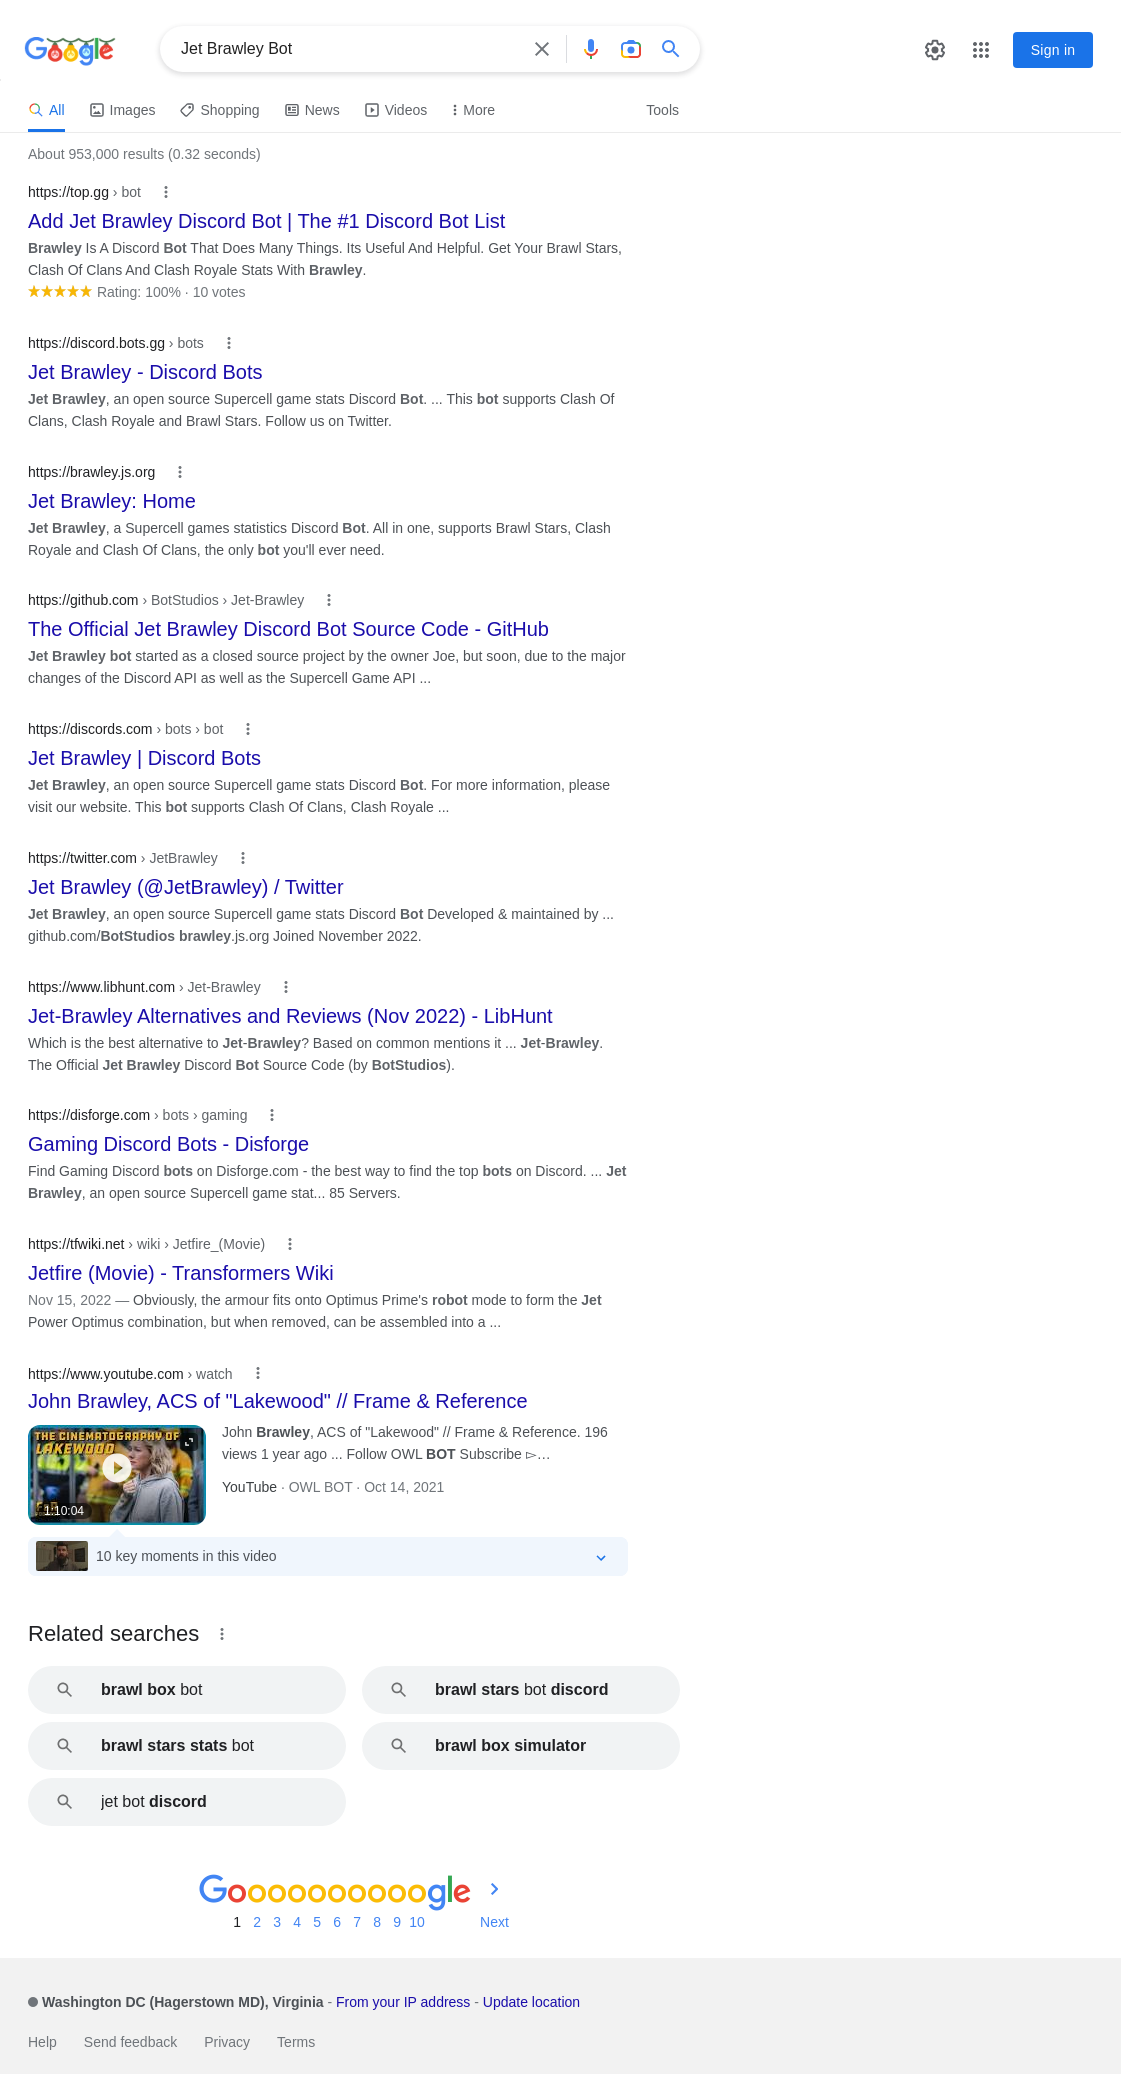 Google
Jet Brawley Bot
Sign in
All Images Shopping News Videos More Tools
About 953,000 results (0.32 seconds)
https://top.gg › bot
Add Jet Brawley Discord Bot | The #1 Discord Bot List
Brawley Is A Discord Bot That Does Many Things. Its Useful And Helpful. Get Your Brawl Stars,
Clash Of Clans And Clash Royale Stats With Brawley.
Rating: 100% · 10 votes
https://discord.bots.gg › bots
Jet Brawley - Discord Bots
Jet Brawley, an open source Supercell game stats Discord Bot. ... This bot supports Clash Of
Clans, Clash Royale and Brawl Stars. Follow us on Twitter.
https://brawley.js.org
Jet Brawley: Home
Jet Brawley, a Supercell games statistics Discord Bot. All in one, supports Brawl Stars, Clash
Royale and Clash Of Clans, the only bot you'll ever need.
https://github.com › BotStudios › Jet-Brawley
The Official Jet Brawley Discord Bot Source Code - GitHub
Jet Brawley bot started as a closed source project by the owner Joe, but soon, due to the major
changes of the Discord API as well as the Supercell Game API ...
https://discords.com › bots › bot
Jet Brawley | Discord Bots
Jet Brawley, an open source Supercell game stats Discord Bot. For more information, please
visit our website. This bot supports Clash Of Clans, Clash Royale ...
https://twitter.com › JetBrawley
Jet Brawley (@JetBrawley) / Twitter
Jet Brawley, an open source Supercell game stats Discord Bot Developed & maintained by ...
github.com/BotStudios brawley.js.org Joined November 2022.
https://www.libhunt.com › Jet-Brawley
Jet-Brawley Alternatives and Reviews (Nov 2022) - LibHunt
Which is the best alternative to Jet-Brawley? Based on common mentions it ... Jet-Brawley.
The Official Jet Brawley Discord Bot Source Code (by BotStudios).
https://disforge.com › bots › gaming
Gaming Discord Bots - Disforge
Find Gaming Discord bots on Disforge.com - the best way to find the top bots on Discord. ... Jet
Brawley, an open source Supercell game stat... 85 Servers.
https://tfwiki.net › wiki › Jetfire_(Movie)
Jetfire (Movie) - Transformers Wiki
Nov 15, 2022 — Obviously, the armour fits onto Optimus Prime's robot mode to form the Jet
Power Optimus combination, but when removed, can be assembled into a ...
https://www.youtube.com › watch
John Brawley, ACS of "Lakewood" // Frame & Reference
THE CINEMATOGRAPHY OF
LAKEWOOD
1:10:04
John Brawley, ACS of "Lakewood" // Frame & Reference. 196
views 1 year ago ... Follow OWL BOT Subscribe ▻…
YouTube · OWL BOT · Oct 14, 2021
10 key moments in this video
Related searches
brawl box bot
brawl stars bot discord
brawl stars stats bot
brawl box simulator
jet bot discord
Goooooooooogle
1 2 3 4 5 6 7 8 9 10 Next
Washington DC (Hagerstown MD), Virginia - From your IP address - Update location
Help Send feedback Privacy Terms